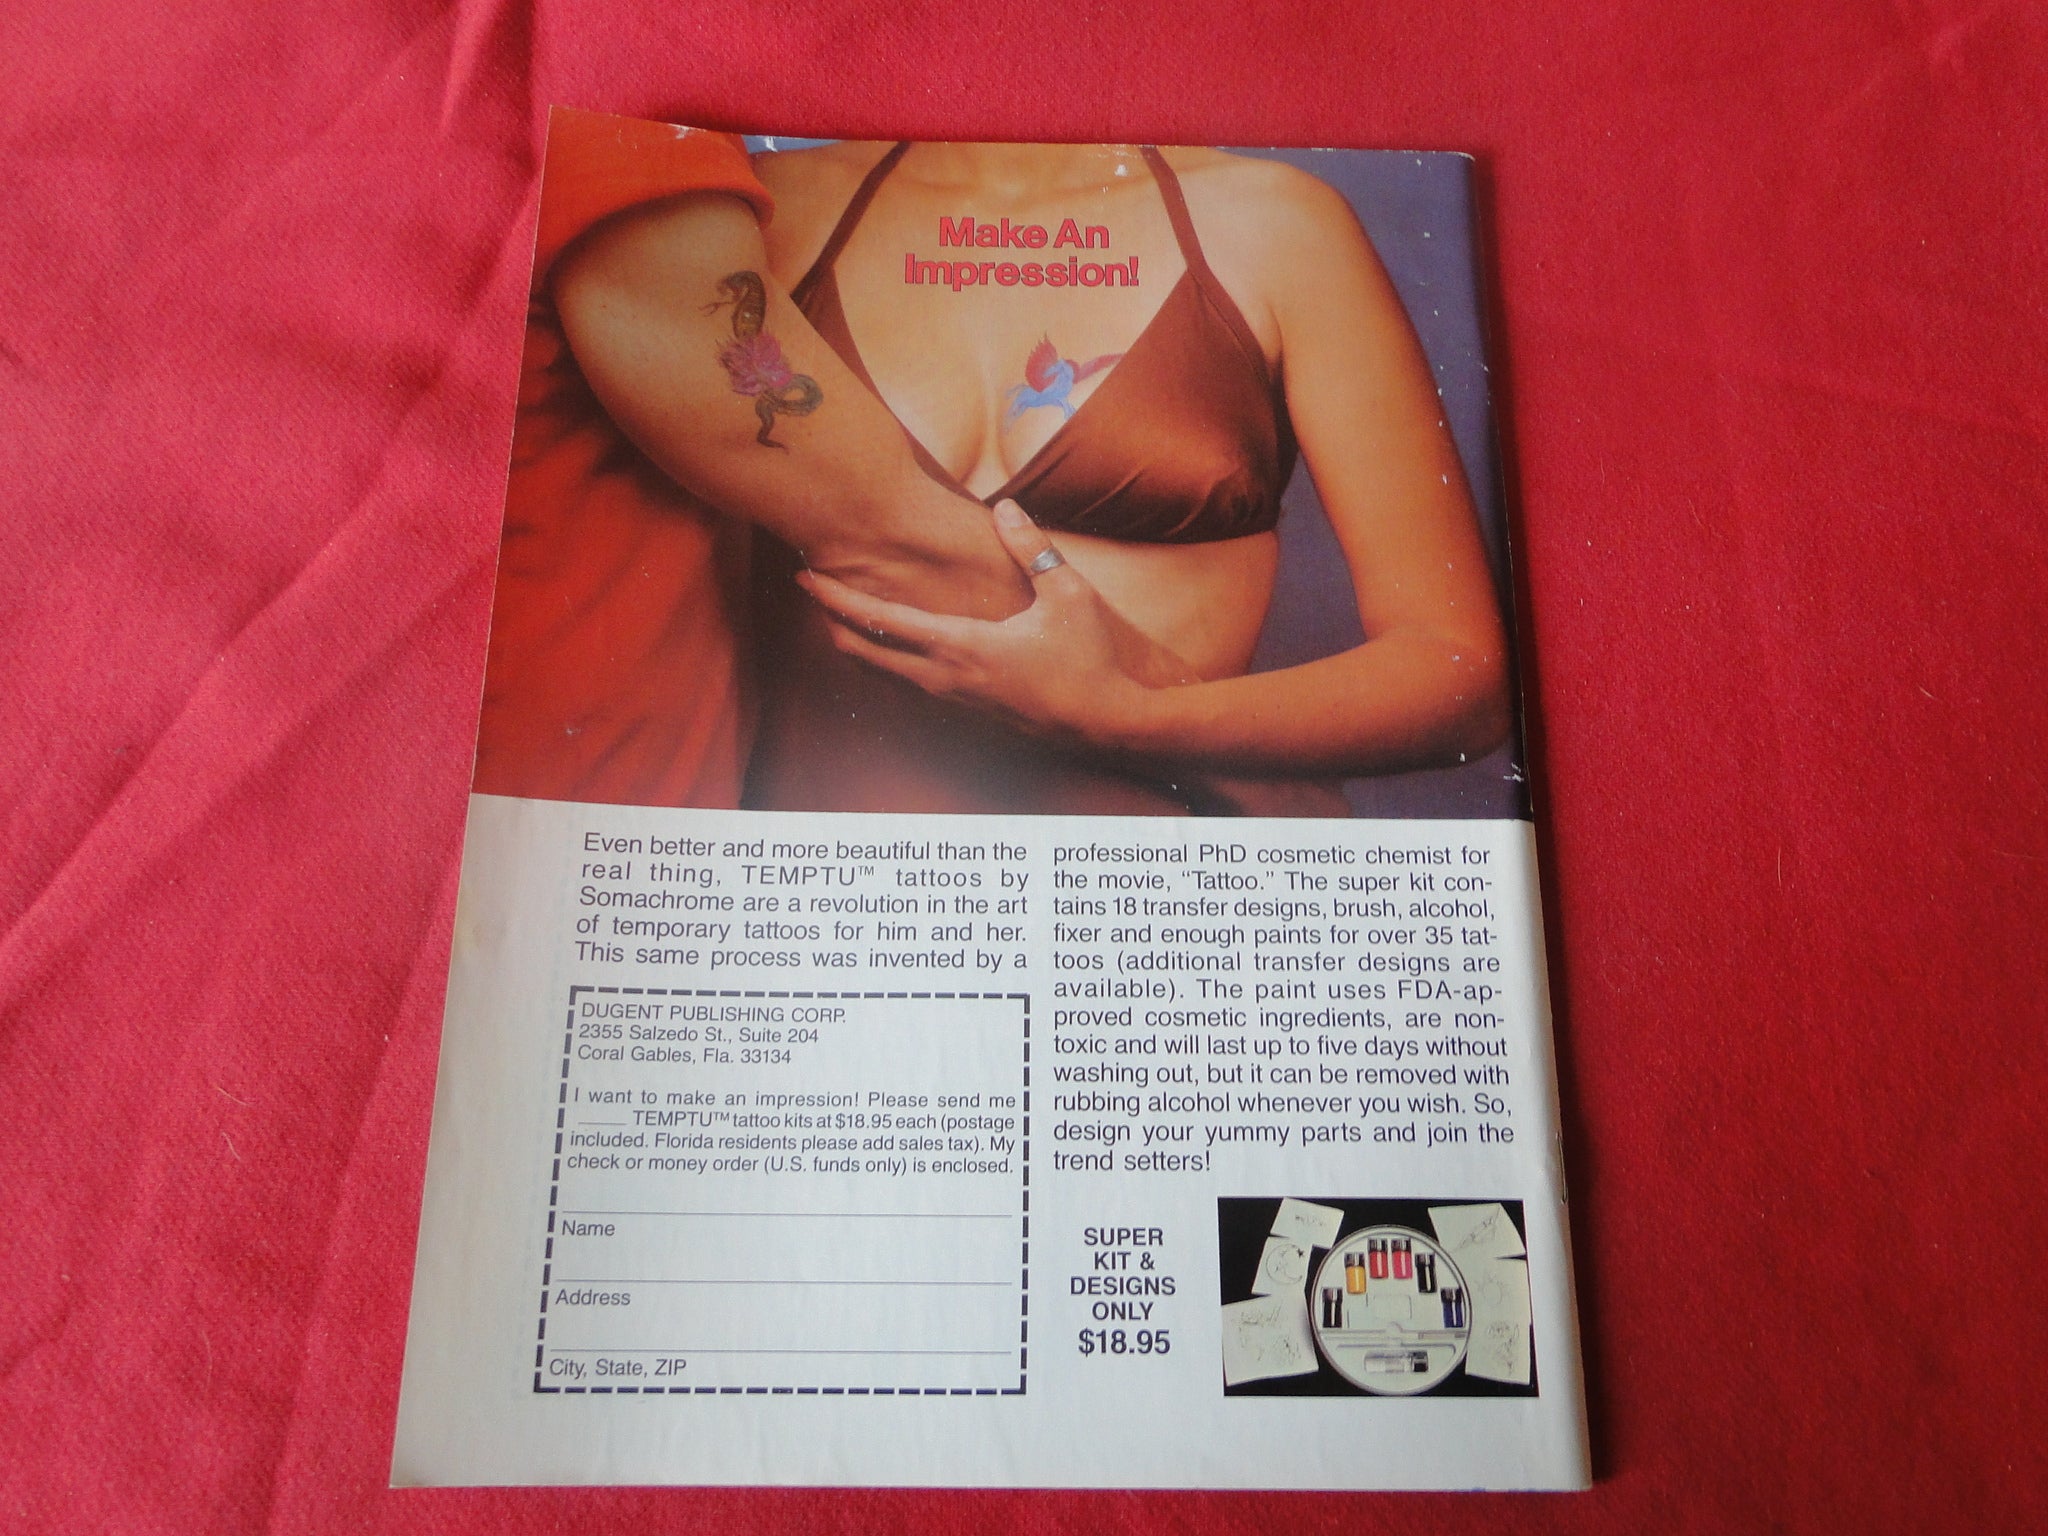 Make An
Impression!
Even better and more beautiful than the
real thing, TEMPTU™ tattoos by
Somachrome are a revolution in the art
of temporary tattoos for him and her.
This same process was invented by a
professional PhD cosmetic chemist for
the movie, “Tattoo.” The super kit con-
tains 18 transfer designs, brush, alcohol,
fixer and enough paints for over 35 tat-
toos (additional transfer designs are
available). The paint uses FDA-ap-
proved cosmetic ingredients, are non-
toxic and will last up to five days without
washing out, but it can be removed with
rubbing alcohol whenever you wish. So,
design your yummy parts and join the
trend setters!
DUGENT PUBLISHING CORP.
2355 Salzedo St., Suite 204
Coral Gables, Fla. 33134
I want to make an impression! Please send me
____ TEMPTU™ tattoo kits at $18.95 each (postage
included. Florida residents please add sales tax). My
check or money order (U.S. funds only) is enclosed.
Name
Address
City, State, ZIP
SUPER
KIT &
DESIGNS
ONLY
$18.95